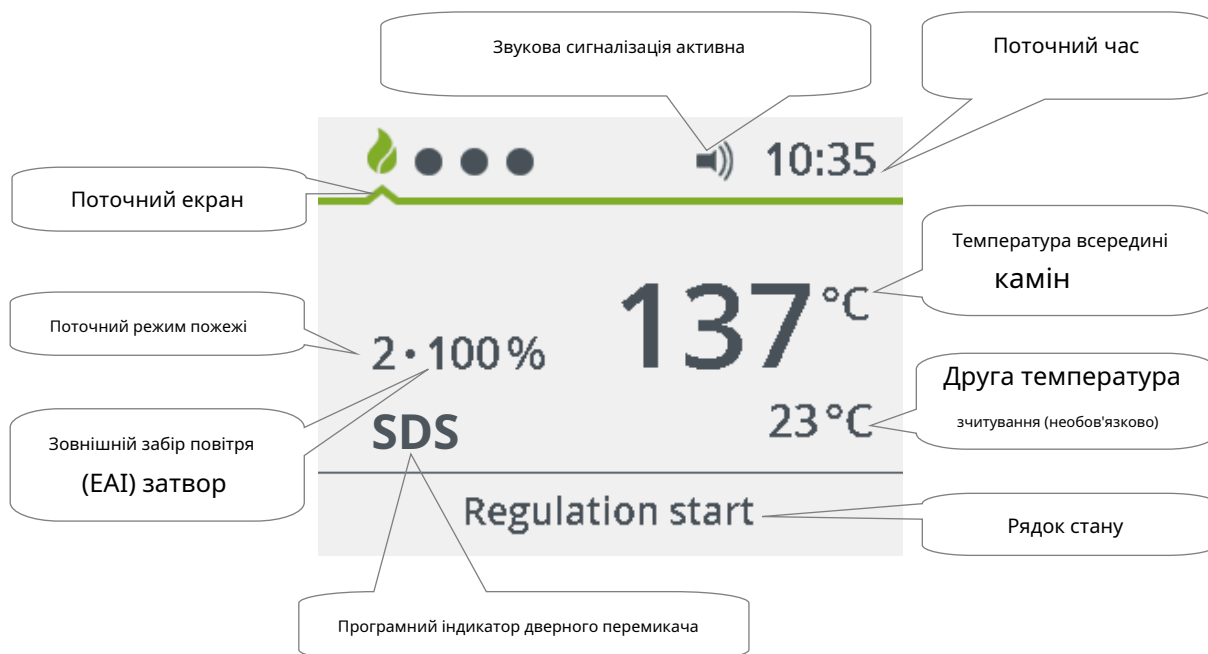 Звукова сигналізація активна
Поточний час
10:35
Поточний екран
Температура всередині
камін
137 °C
Поточний режим пожежі
2 • 100 %
Друга температура
зчитування (необов'язково)
23 °C
Зовнішній забір повітря
(EAI) затвор
SDS
Regulation start
Рядок стану
Програмний індикатор дверного перемикача